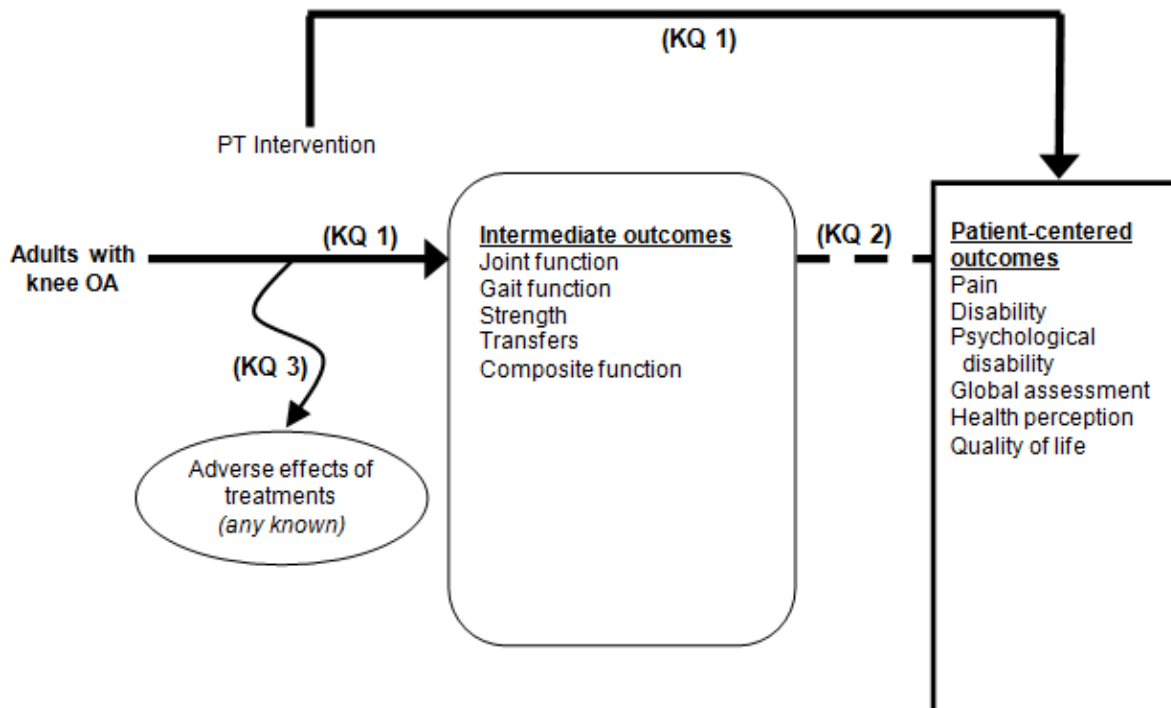 (KQ 1)
PT Intervention
Adults with
knee OA
(KQ 1)
(KQ 3)
Adverse effects of
treatments
(any known)
Intermediate outcomes
Joint function
Gait function
Strength
Transfers
Composite function
(KQ 2)
Patient-centered
outcomes
Pain
Disability
Psychological
disability
Global assessment
Health perception
Quality of life